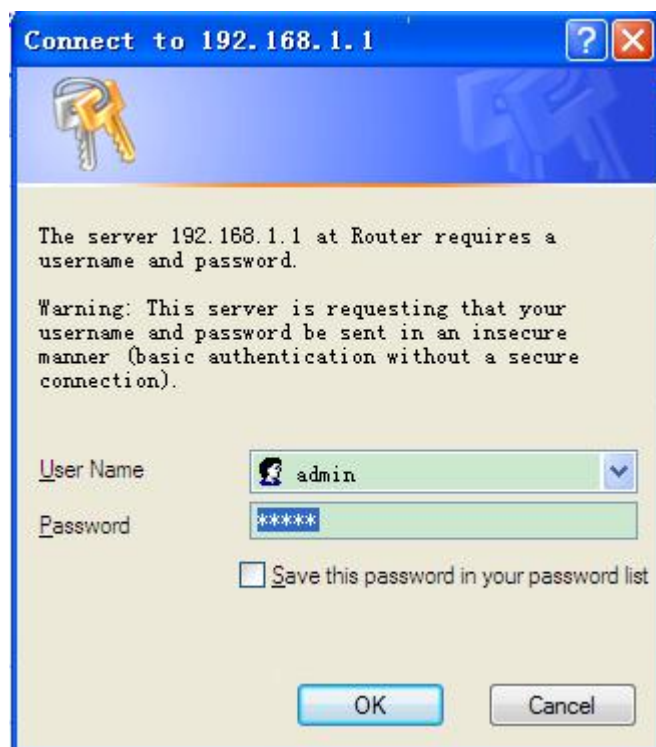 Connect to 192.168.1.1
The server 192.168.1.1 at Router requires a
username and password.
Warning: This server is requesting that your
username and password be sent in an insecure
manner (basic authentication without a secure
connection).
User Name
admin
Password
*****
Save this password in your password list
OK
Cancel